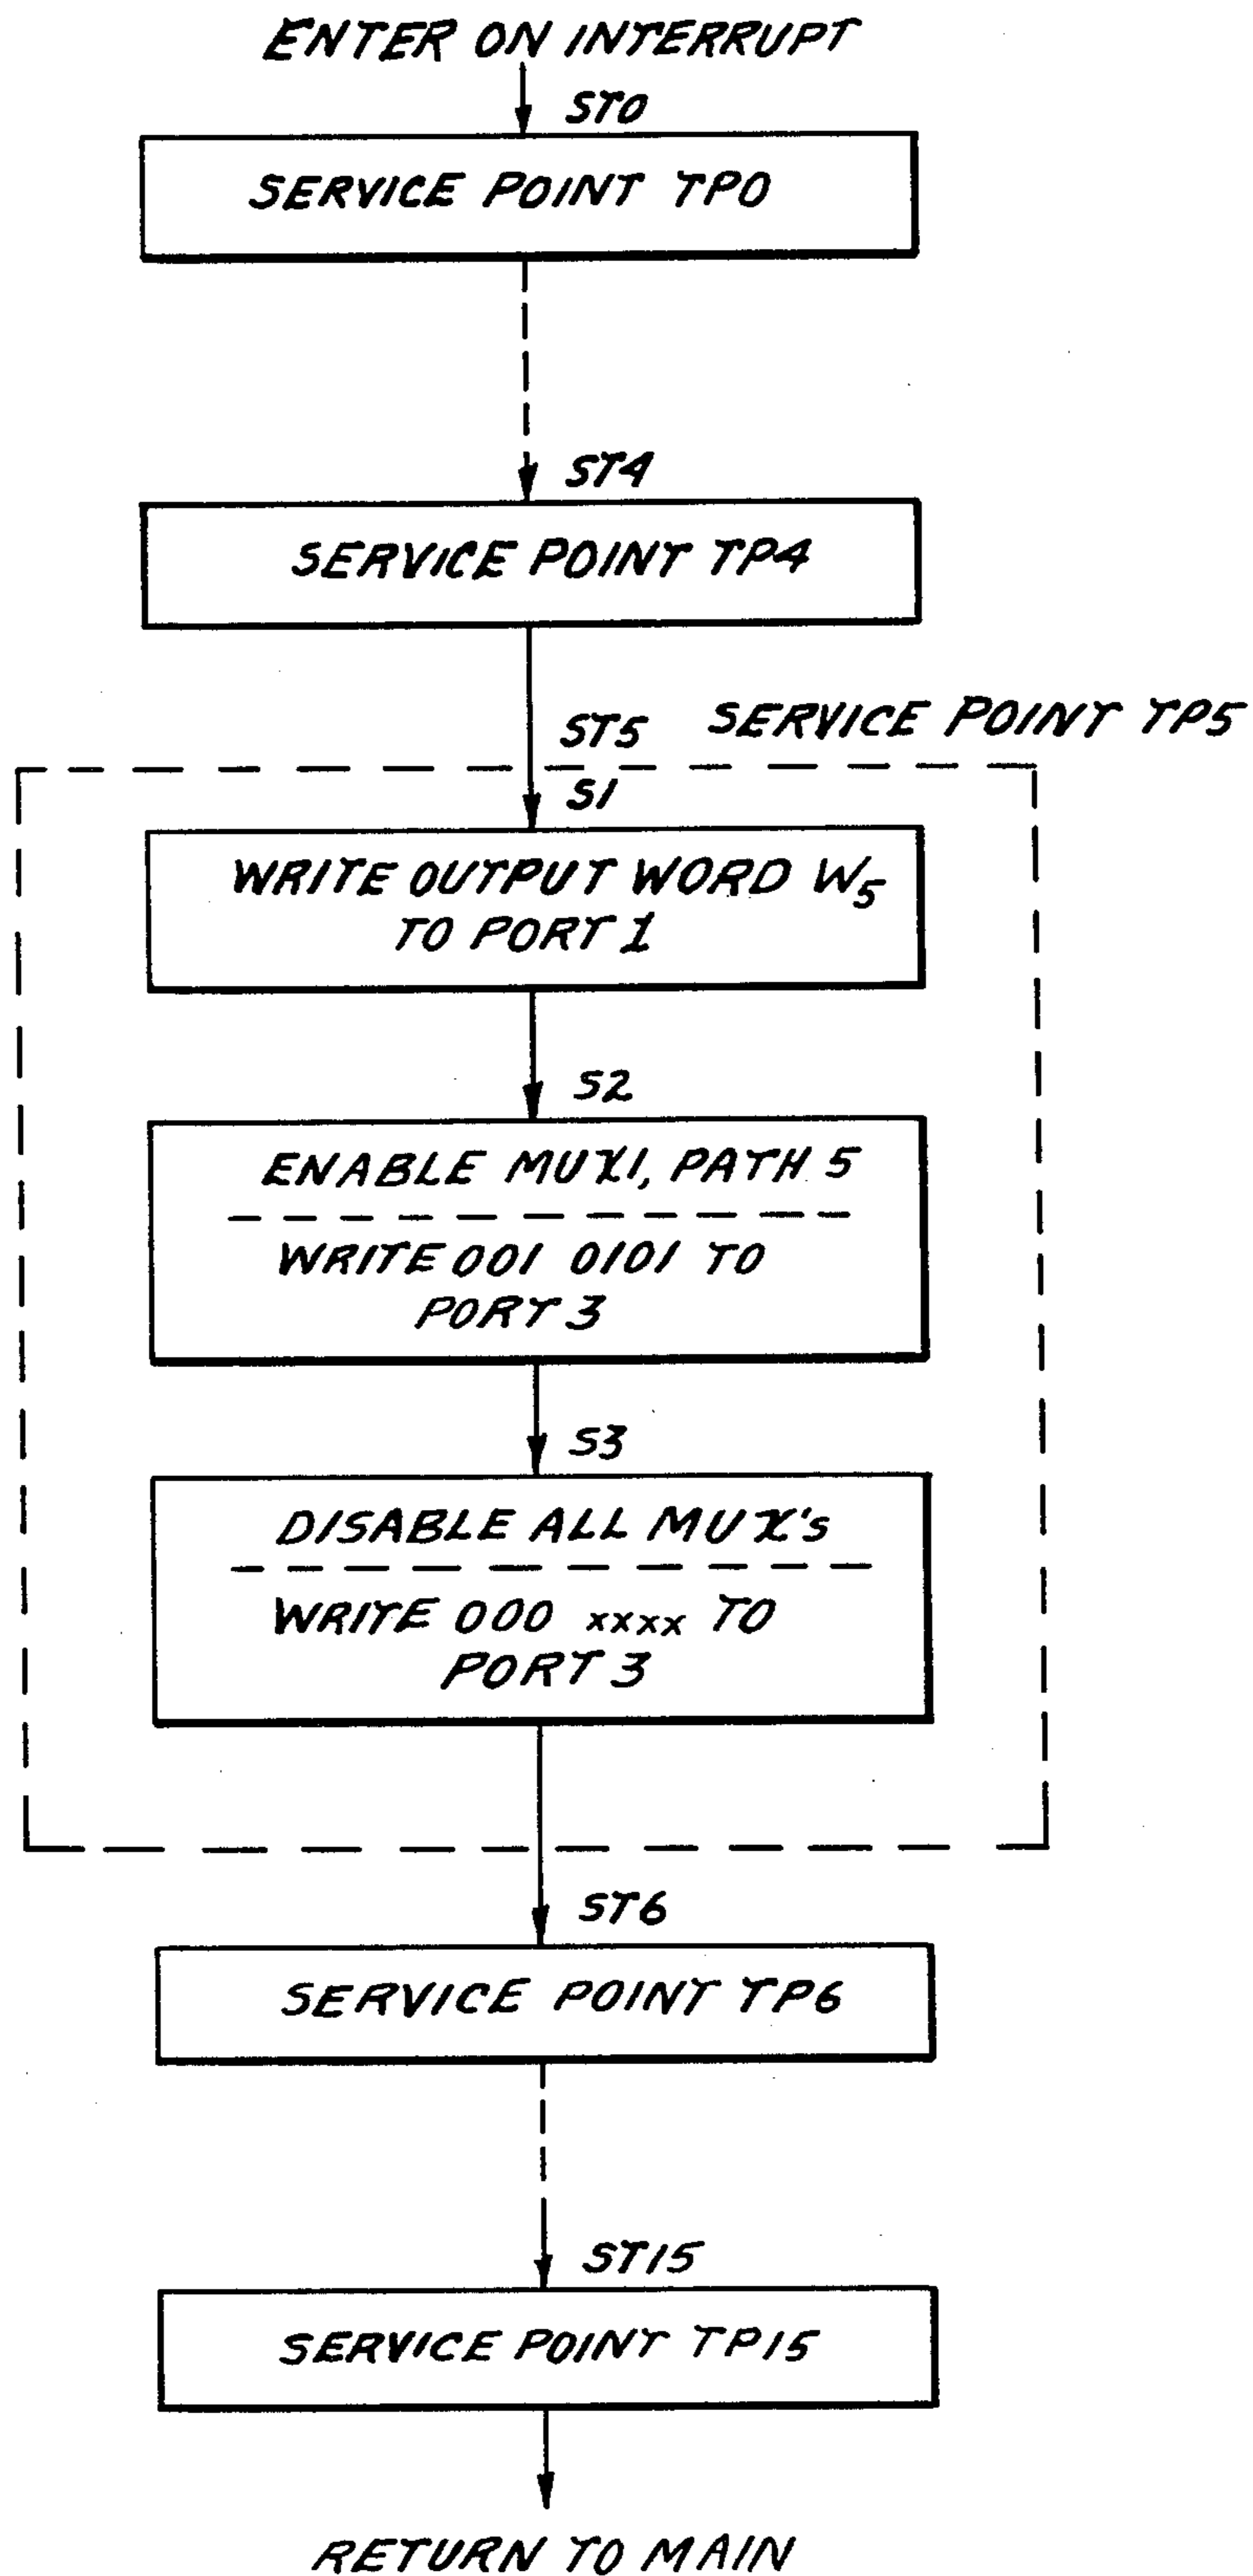 ENTER ON INTERRUPT
ST0
SERVICE POINT TP0
ST4
SERVICE POINT TP4
ST5 SERVICE POINT TP5
S1
WRITE OUTPUT WORD W₅
TO PORT 1
S2
ENABLE MUX1, PATH 5
WRITE 001 0101 TO
PORT 3
S3
DISABLE ALL MUX's
WRITE 000 xxxx TO
PORT 3
ST6
SERVICE POINT TP6
ST15
SERVICE POINT TP15
RETURN TO MAIN